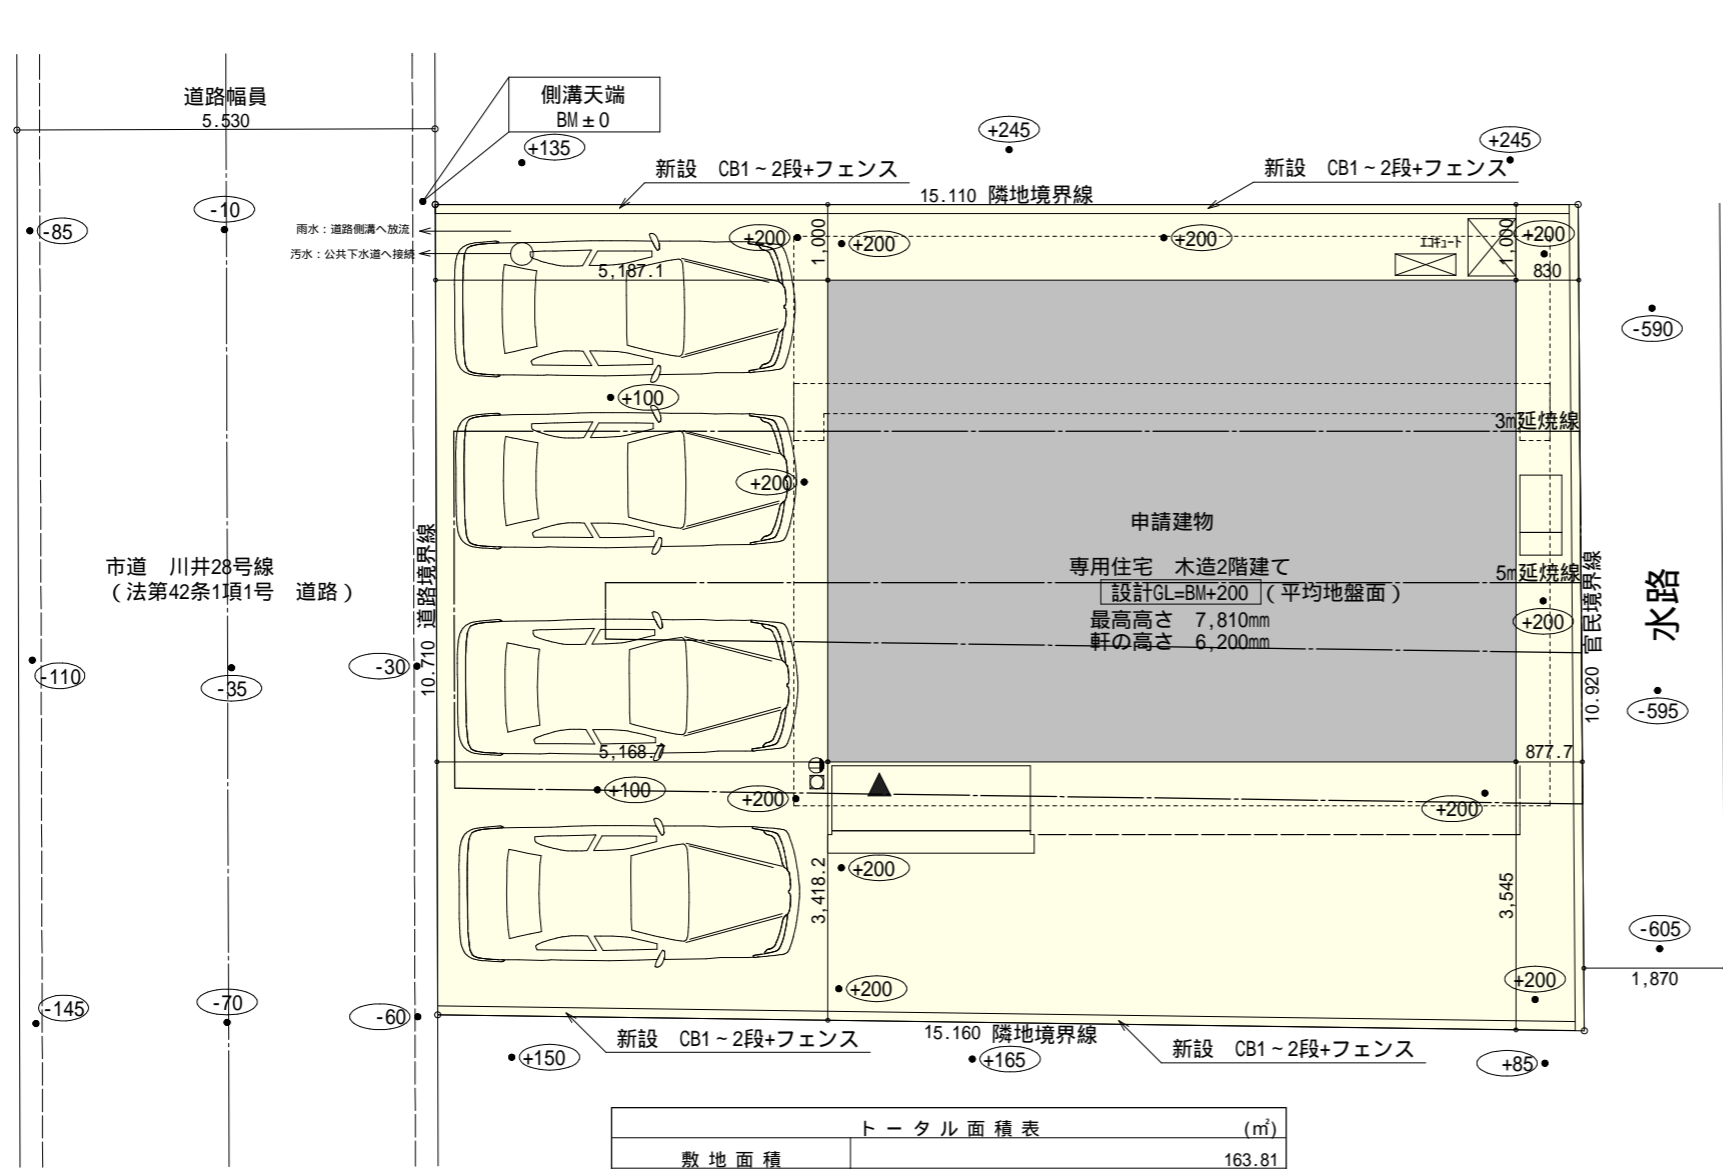 道路幅員
5.530
側溝天端
BM±0
+135
+245
+245
新設　CB1~2段+フェンス
新設　CB1~2段+フェンス
15.110 隣地境界線
-10
-85
雨水：道路側溝へ放流
汚水：公共下水道へ接続
+200
1,000
+200
+200
エコキュート
1,000
+200
5,187.1
830
-590
+100
3m延焼線
+200
申請建物
専用住宅　木造2階建て
設計GL=BM+200（平均地盤面）
最高高さ　7,810mm
軒の高さ　6,200mm
5m延焼線
+200
市道　川井28号線
（法第42条1項1号　道路）
10.710 道路境界線
10.920 官民境界線
水路
-110
-35
-30
-595
5,168.7
877.7
+100
+200
+200
3,418.2
+200
3,545
-605
1,870
+200
+200
-145
-70
-60
新設　CB1~2段+フェンス
15.160 隣地境界線
新設　CB1~2段+フェンス
+150
+165
+85
トータル面積表 (㎡)
敷地面積 163.81